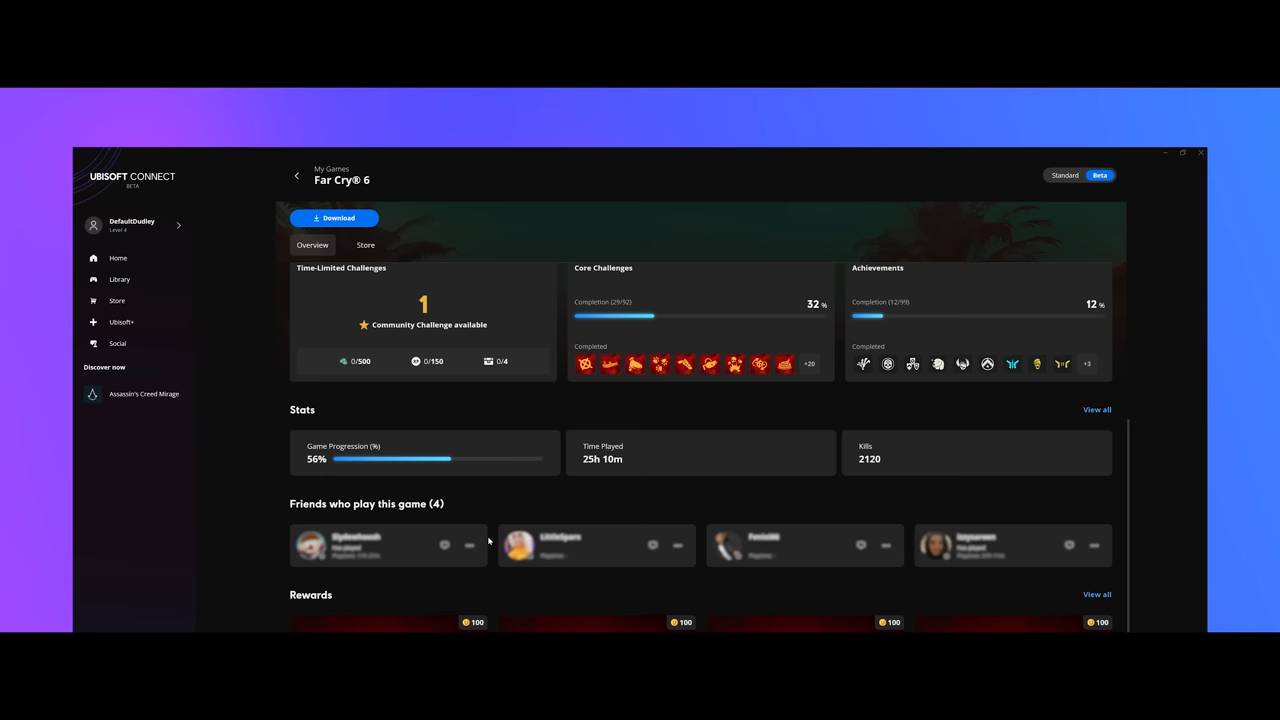 UBISOFT CONNECT
BETA
My Games
Far Cry® 6
Standard
Beta
DefaultDudley
Level 4
Download
Overview
Store
Home
Library
Store
Ubisoft+
Social
Discover now
Assassin's Creed Mirage
Time-Limited Challenges
1
Community Challenge available
0/500
0/150
0/4
Core Challenges
Completion (29/92)
32 %
Completed
+20
Achievements
Completion (12/99)
12 %
Completed
+3
Stats
View all
Game Progression (%)
56%
Time Played
25h 10m
Kills
2120
Friends who play this game (4)
Rewards
View all
100
100
100
100